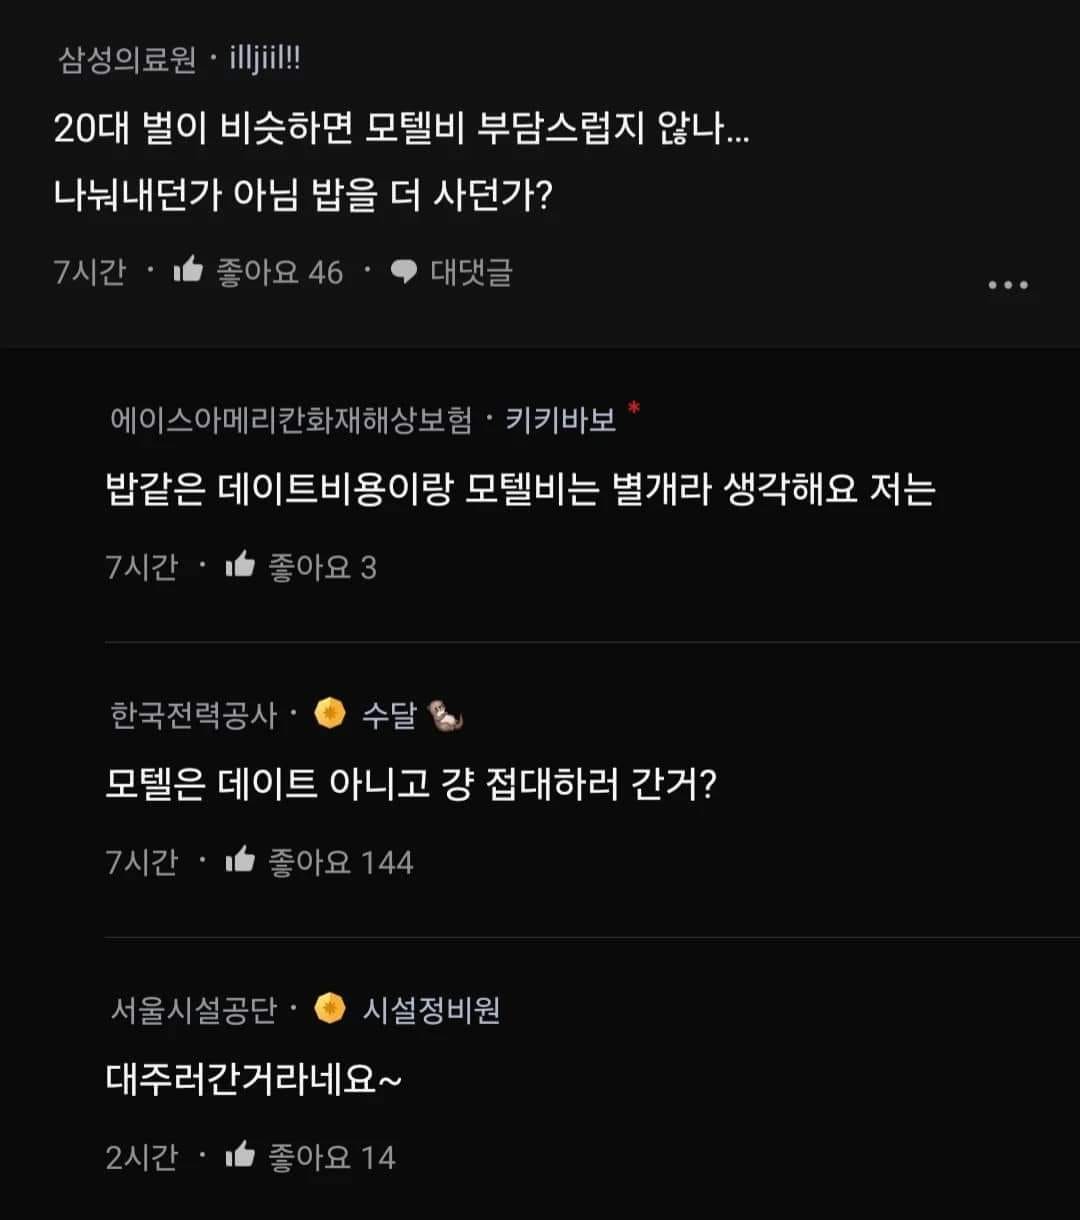 삼성의료원 · illjiil!!
20대 벌이 비슷하면 모텔비 부담스럽지 않나...
나눠내던가 아님 밥을 더 사던가?
7시간 · 좋아요 46 · 대댓글
에이스아메리칸화재해상보험 · 키키바보 *
밥같은 데이트비용이랑 모텔비는 별개라 생각해요 저는
7시간 · 좋아요 3
한국전력공사 · 수달 🦦
모텔은 데이트 아니고 걍 접대하러 간거?
7시간 · 좋아요 144
서울시설공단 · 시설정비원
대주러간거라네요~
2시간 · 좋아요 14